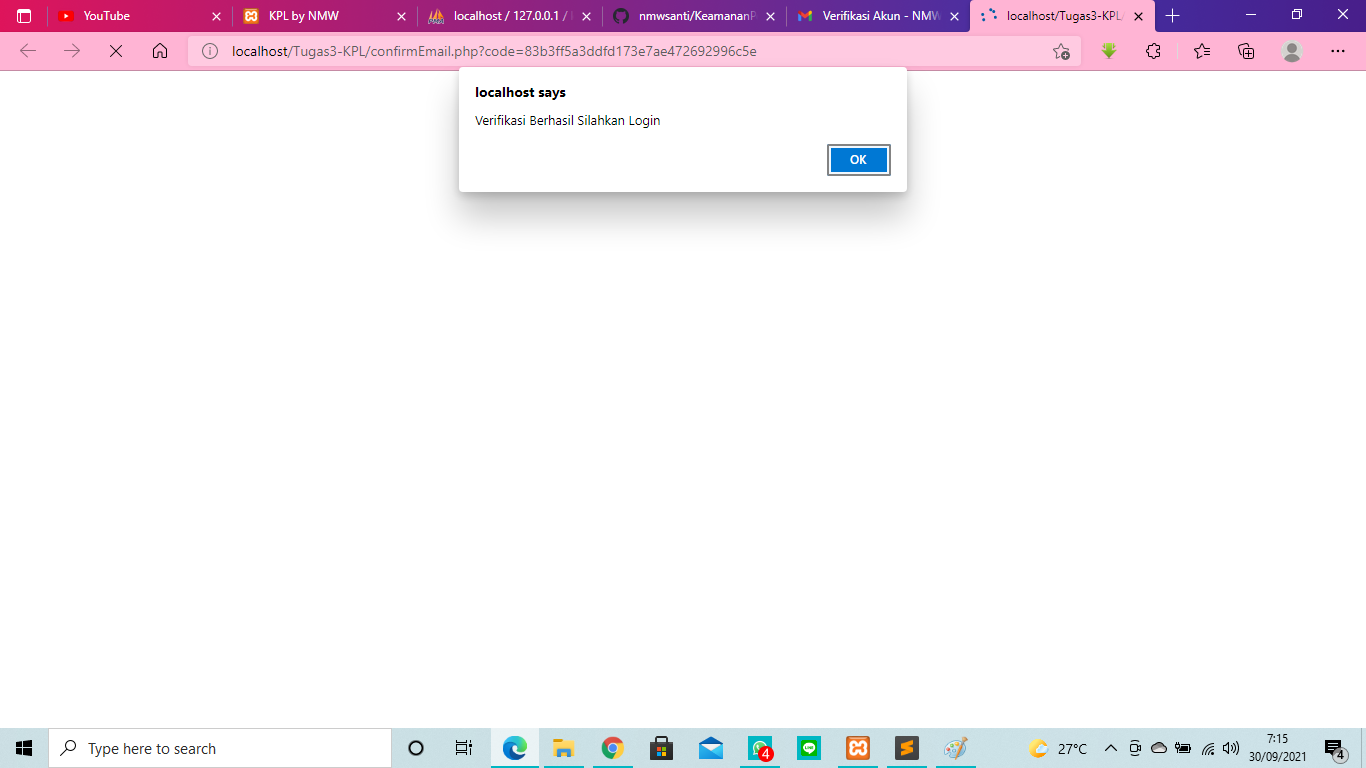 YouTube
KPL by NMW
localhost / 127.0.0.1 /
nmwsanti/KeamananP
Verifikasi Akun - NMW
localhost/Tugas3-KPL/
localhost/Tugas3-KPL/confirmEmail.php?code=83b3ff5a3ddfd173e7ae472692996c5e
localhost says
Verifikasi Berhasil Silahkan Login
OK
Type here to search
4
27°C
7:15
30/09/2021
4